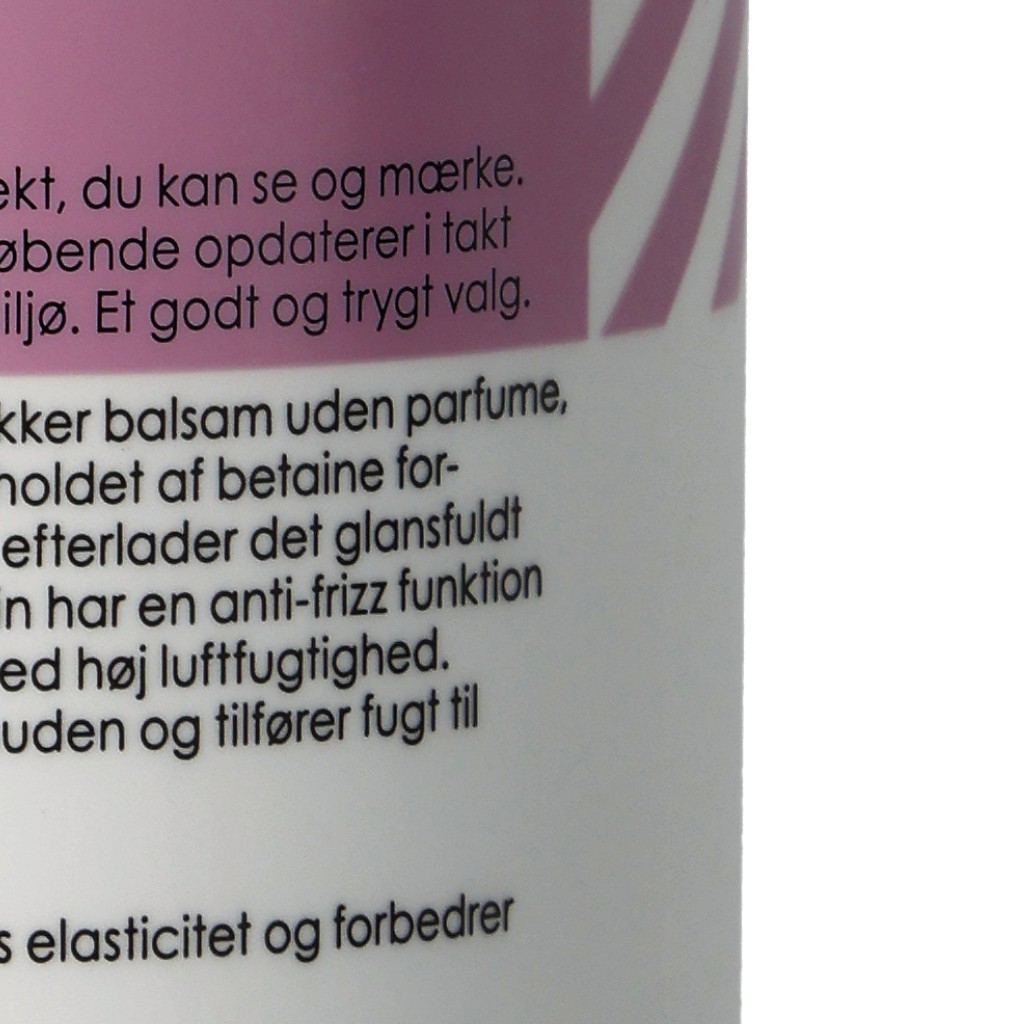 ekt, du kan se og mærke.
øbende opdaterer i takt
iljø. Et godt og trygt valg.
kker balsam uden parfume,
holdet af betaine for-
efterlader det glansfuldt
in har en anti-frizz funktion
ed høj luftfugtighed.
uden og tilfører fugt til
s elasticitet og forbedrer